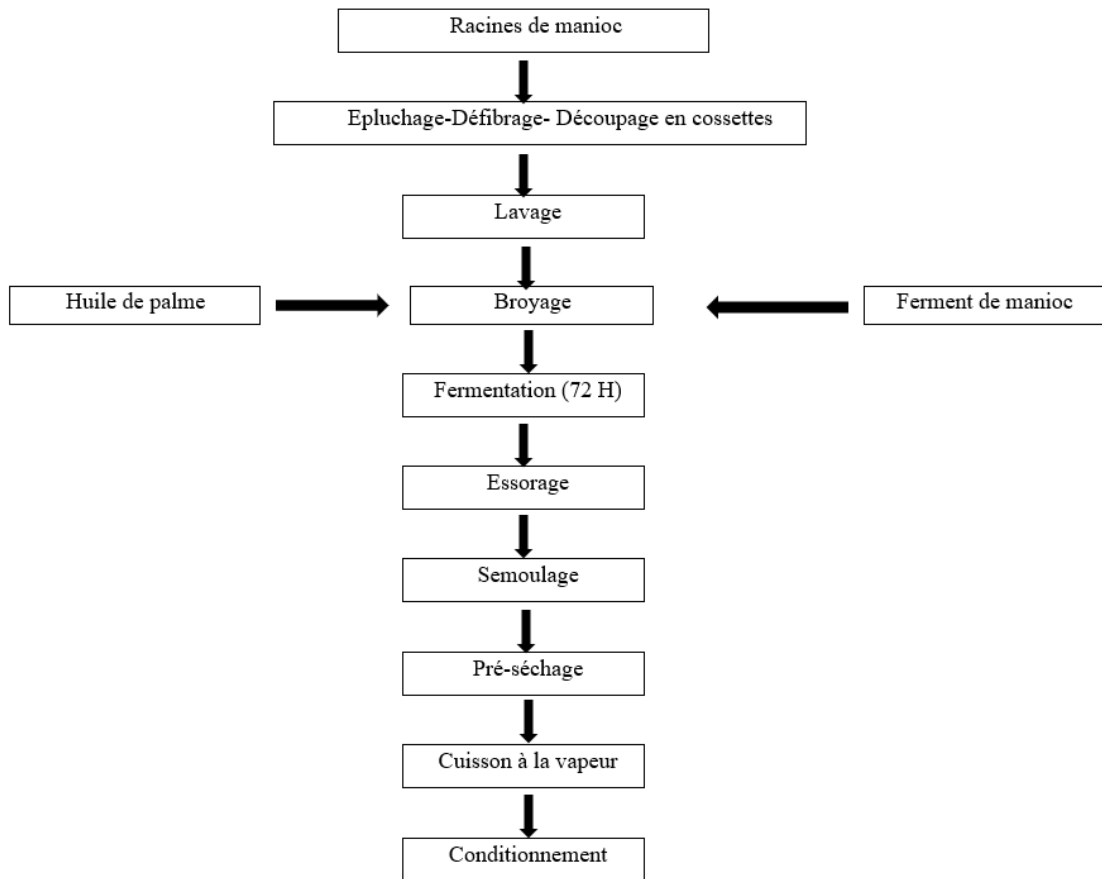 Racines de manioc
Epluchage-Défibrage- Découpage en cossettes
Lavage
Huile de palme
Broyage
Ferment de manioc
Fermentation (72 H)
Essorage
Semoulage
Pré-séchage
Cuisson à la vapeur
Conditionnement